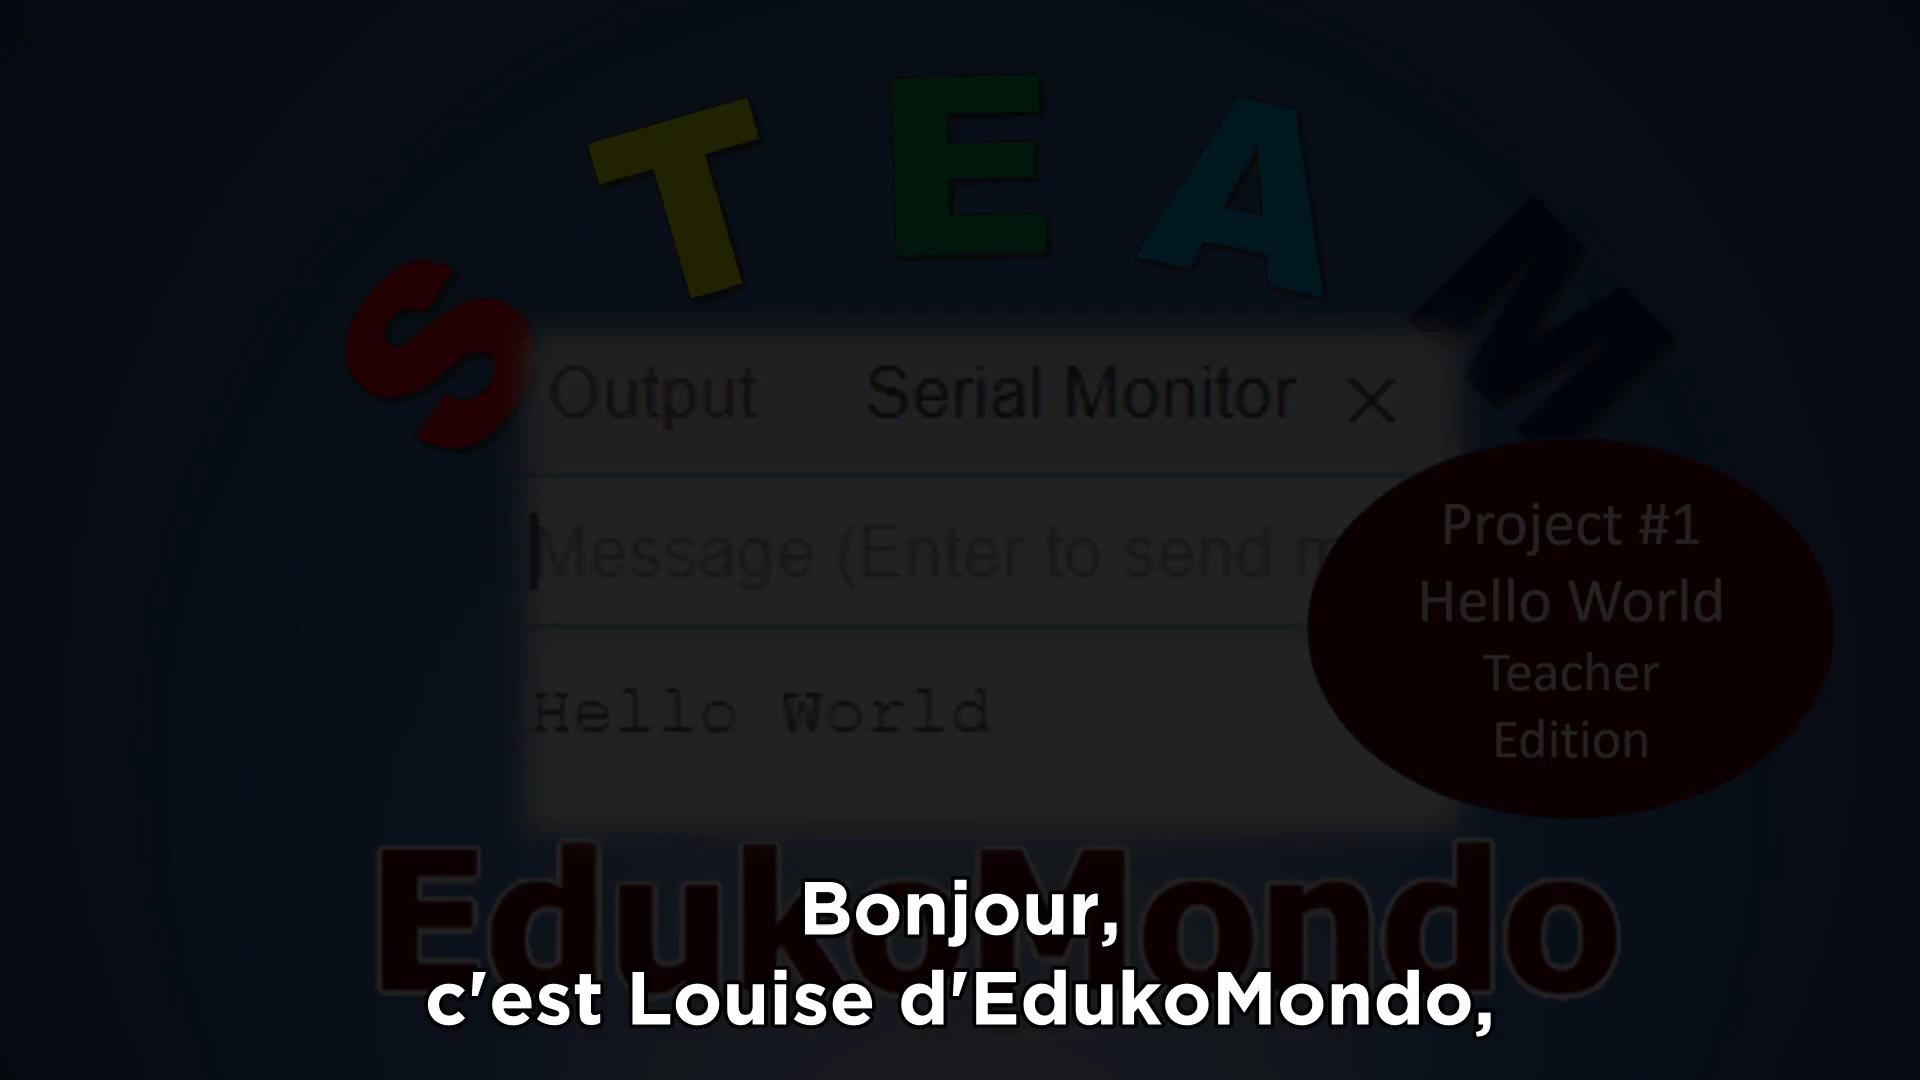 STEAM
Output Serial Monitor ×
Message (Enter to send m
Hello World
Project #1
Hello World
Teacher
Edition
EdukoMondo
Bonjour,
c'est Louise d'EdukoMondo,